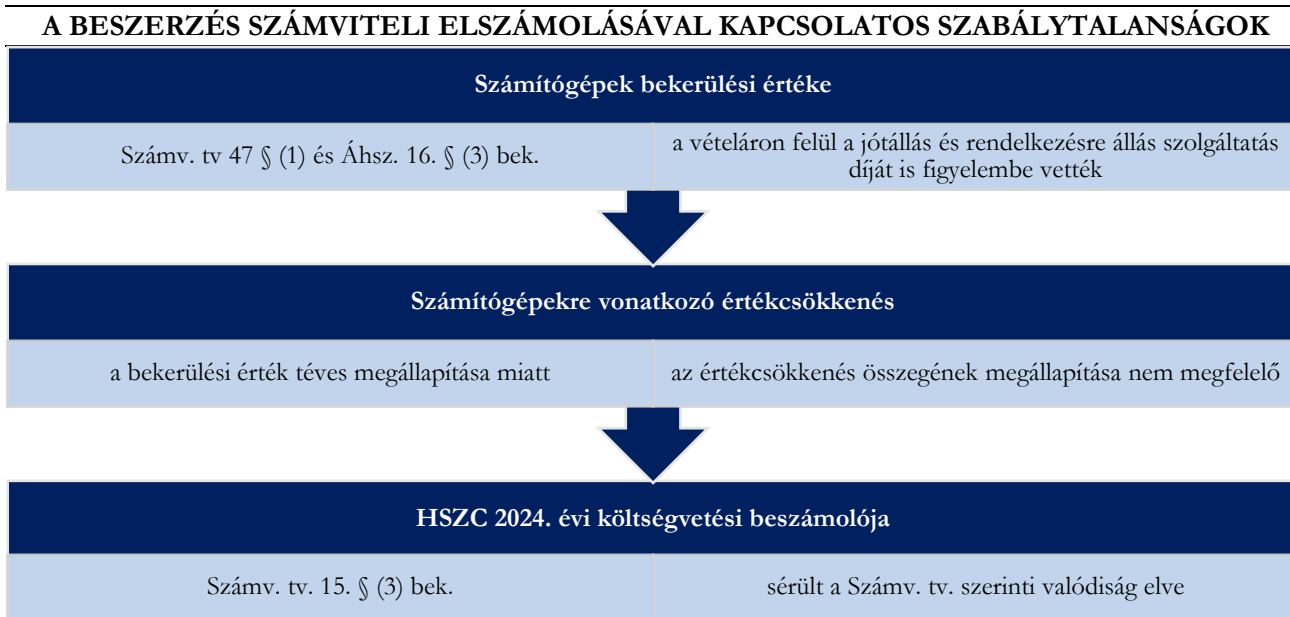 A BESZERZÉS SZÁMVITELI ELSZÁMOLÁSÁVAL KAPCSOLATOS SZABÁLYTALANSÁGOK
Számítógépek bekerülési értéke
Számv. tv 47 § (1) és Áhsz. 16. § (3) bek.
a vételáron felül a jótállás és rendelkezésre állás szolgáltatás
díját is figyelembe vették
Számítógépekre vonatkozó értékcsökkenés
a bekerülési érték téves megállapítása miatt
az értékcsökkenés összegének megállapítása nem megfelelő
HSZC 2024. évi költségvetési beszámolója
Számv. tv. 15. § (3) bek.
sérült a Számv. tv. szerinti valódiság elve